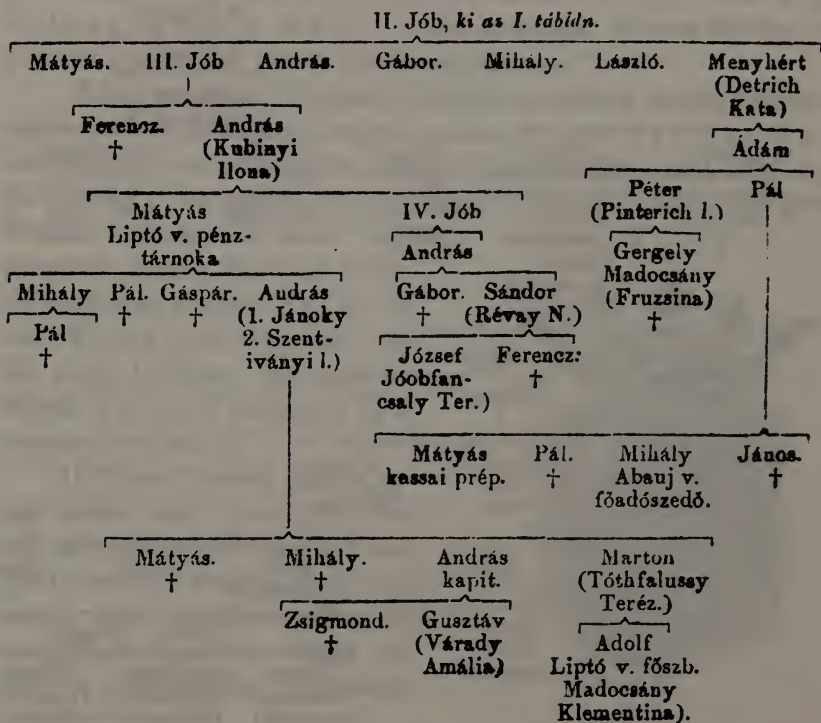 II. Jób, ki az I. táblán.
Mátyás. III. Jób András. Gábor. Mihály. László. Menyhért
(Detrich
Kata)
Ferencz. András Ádám
† (Kubinyi
Ilona)
Péter Pál
Mátyás IV. Jób (Pinterich l.)
Liptó v. pénz-
tárnoka András Gergely
Madocsány
Mihály Pál. Gáspár. András Gábor. Sándor (Fruzsina)
† † (1. Jánoky † (Révay N.) †
Pál 2. Szent-
† iványi l.) József Ferencz:
Jóobfan- †
csaly Ter.)
Mátyás Pál. Mihály János.
kassai prép. † Abauj v. †
főadószedő.
Mátyás. Mihály. András Marton
† † kapit. (Tóthfalussy
Teréz.)
Zsigmond. Gusztáv
† (Várady Adolf
Amália) Liptó v. főszb.
Madocsány
Klementina).